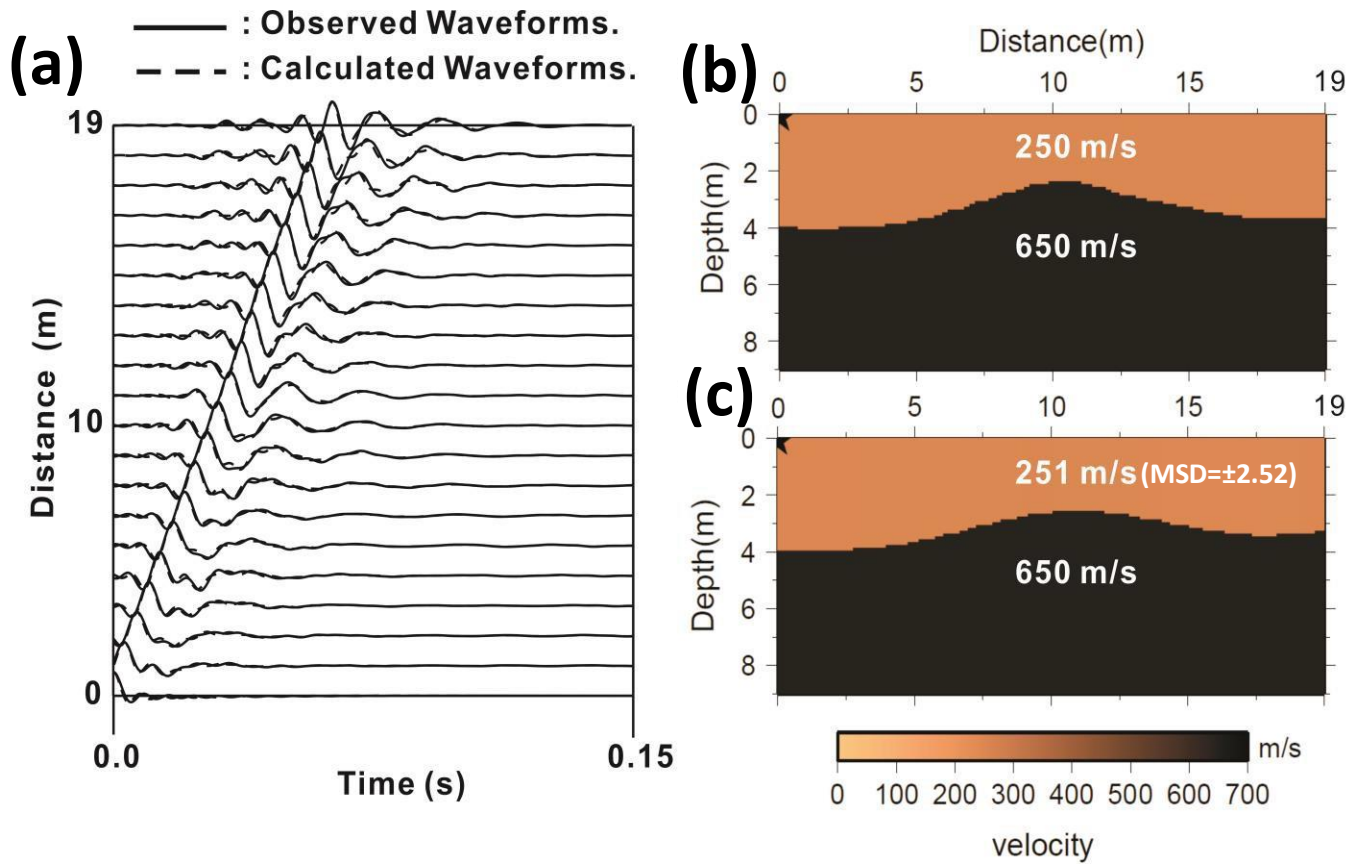 (a)
: Observed Waveforms.
: Calculated Waveforms.
19
10
0
Distance (m)
0.0
0.15
Time (s)
(b)
Distance(m)
0 5 10 15 19
0
2
4
6
8
Depth(m)
250 m/s
650 m/s
(c)
0 5 10 15 19
0
2
4
6
8
Depth(m)
251 m/s (MSD=±2.52)
650 m/s
m/s
0 100 200 300 400 500 600 700
velocity